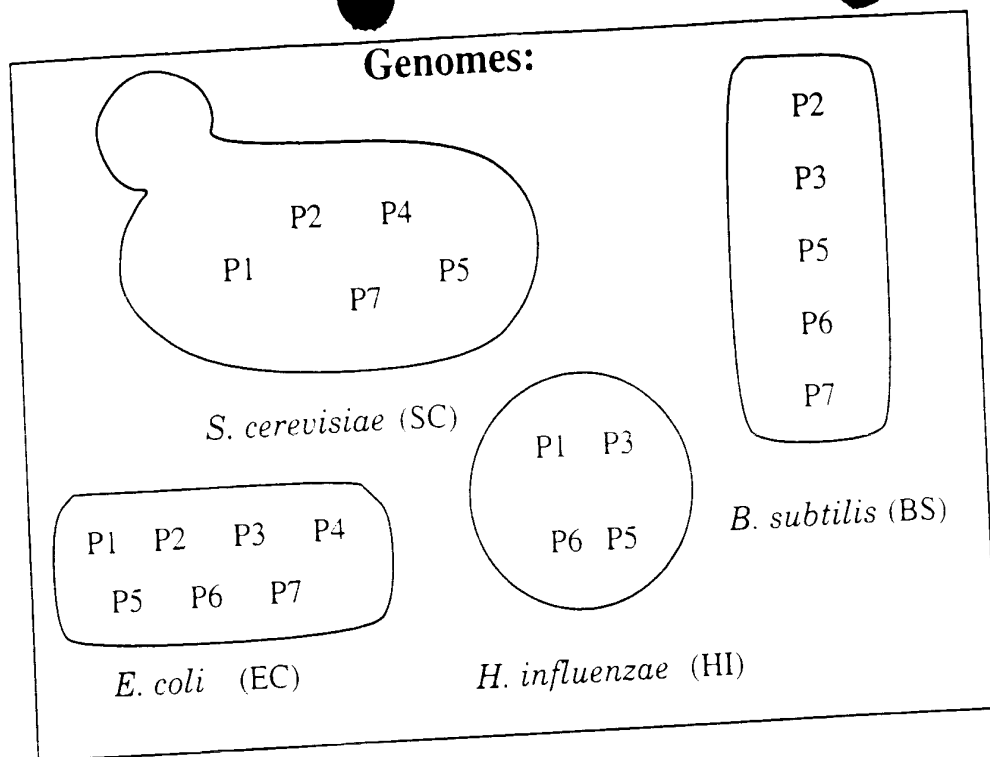 Genomes:
P2 P4
P1 P5
P7
S. cerevisiae (SC)
P2
P3
P5
P6
P7
B. subtilis (BS)
P1 P2 P3 P4
P5 P6 P7
E. coli (EC)
P1 P3
P6 P5
H. influenzae (HI)